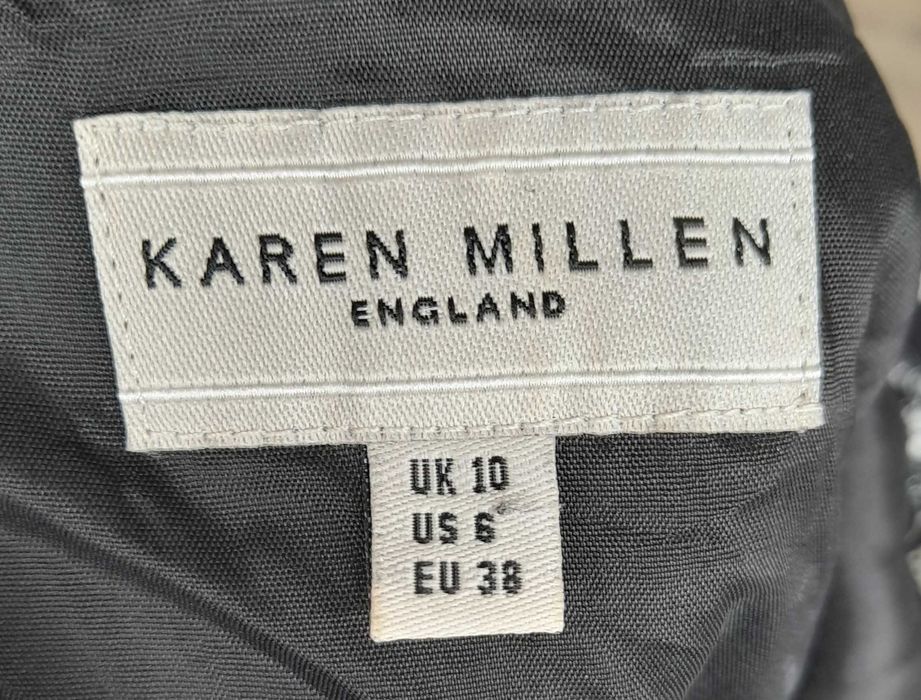 KAREN MILLEN
ENGLAND
UK 10
US 6
EU 38